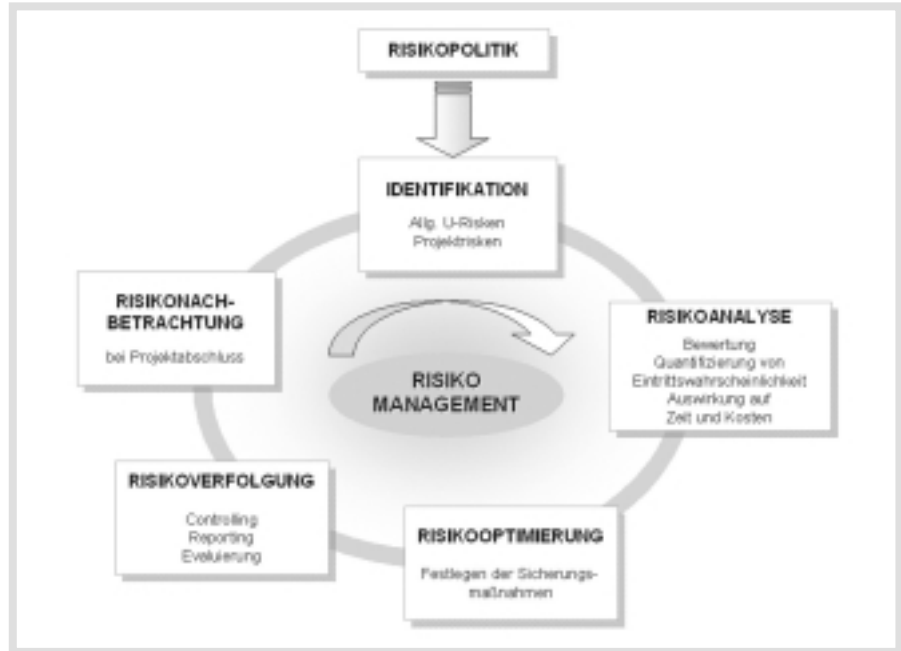 RISIKOPOLITIK
IDENTIFIKATION
Allg. U-Risken
Projektrisken
RISIKOANALYSE
Bewertung
Quantifizierung von
Eintrittswahrscheinlichkeit
Auswirkung auf
Zeit und Kosten
RISIKOOPTIMIERUNG
Festlegen der Sicherungs-
maßnahmen
RISIKOVERFOLGUNG
Controlling
Reporting
Evaluierung
RISIKONACH-
BETRACHTUNG
bei Projektabschluss
RISIKO
MANAGEMENT